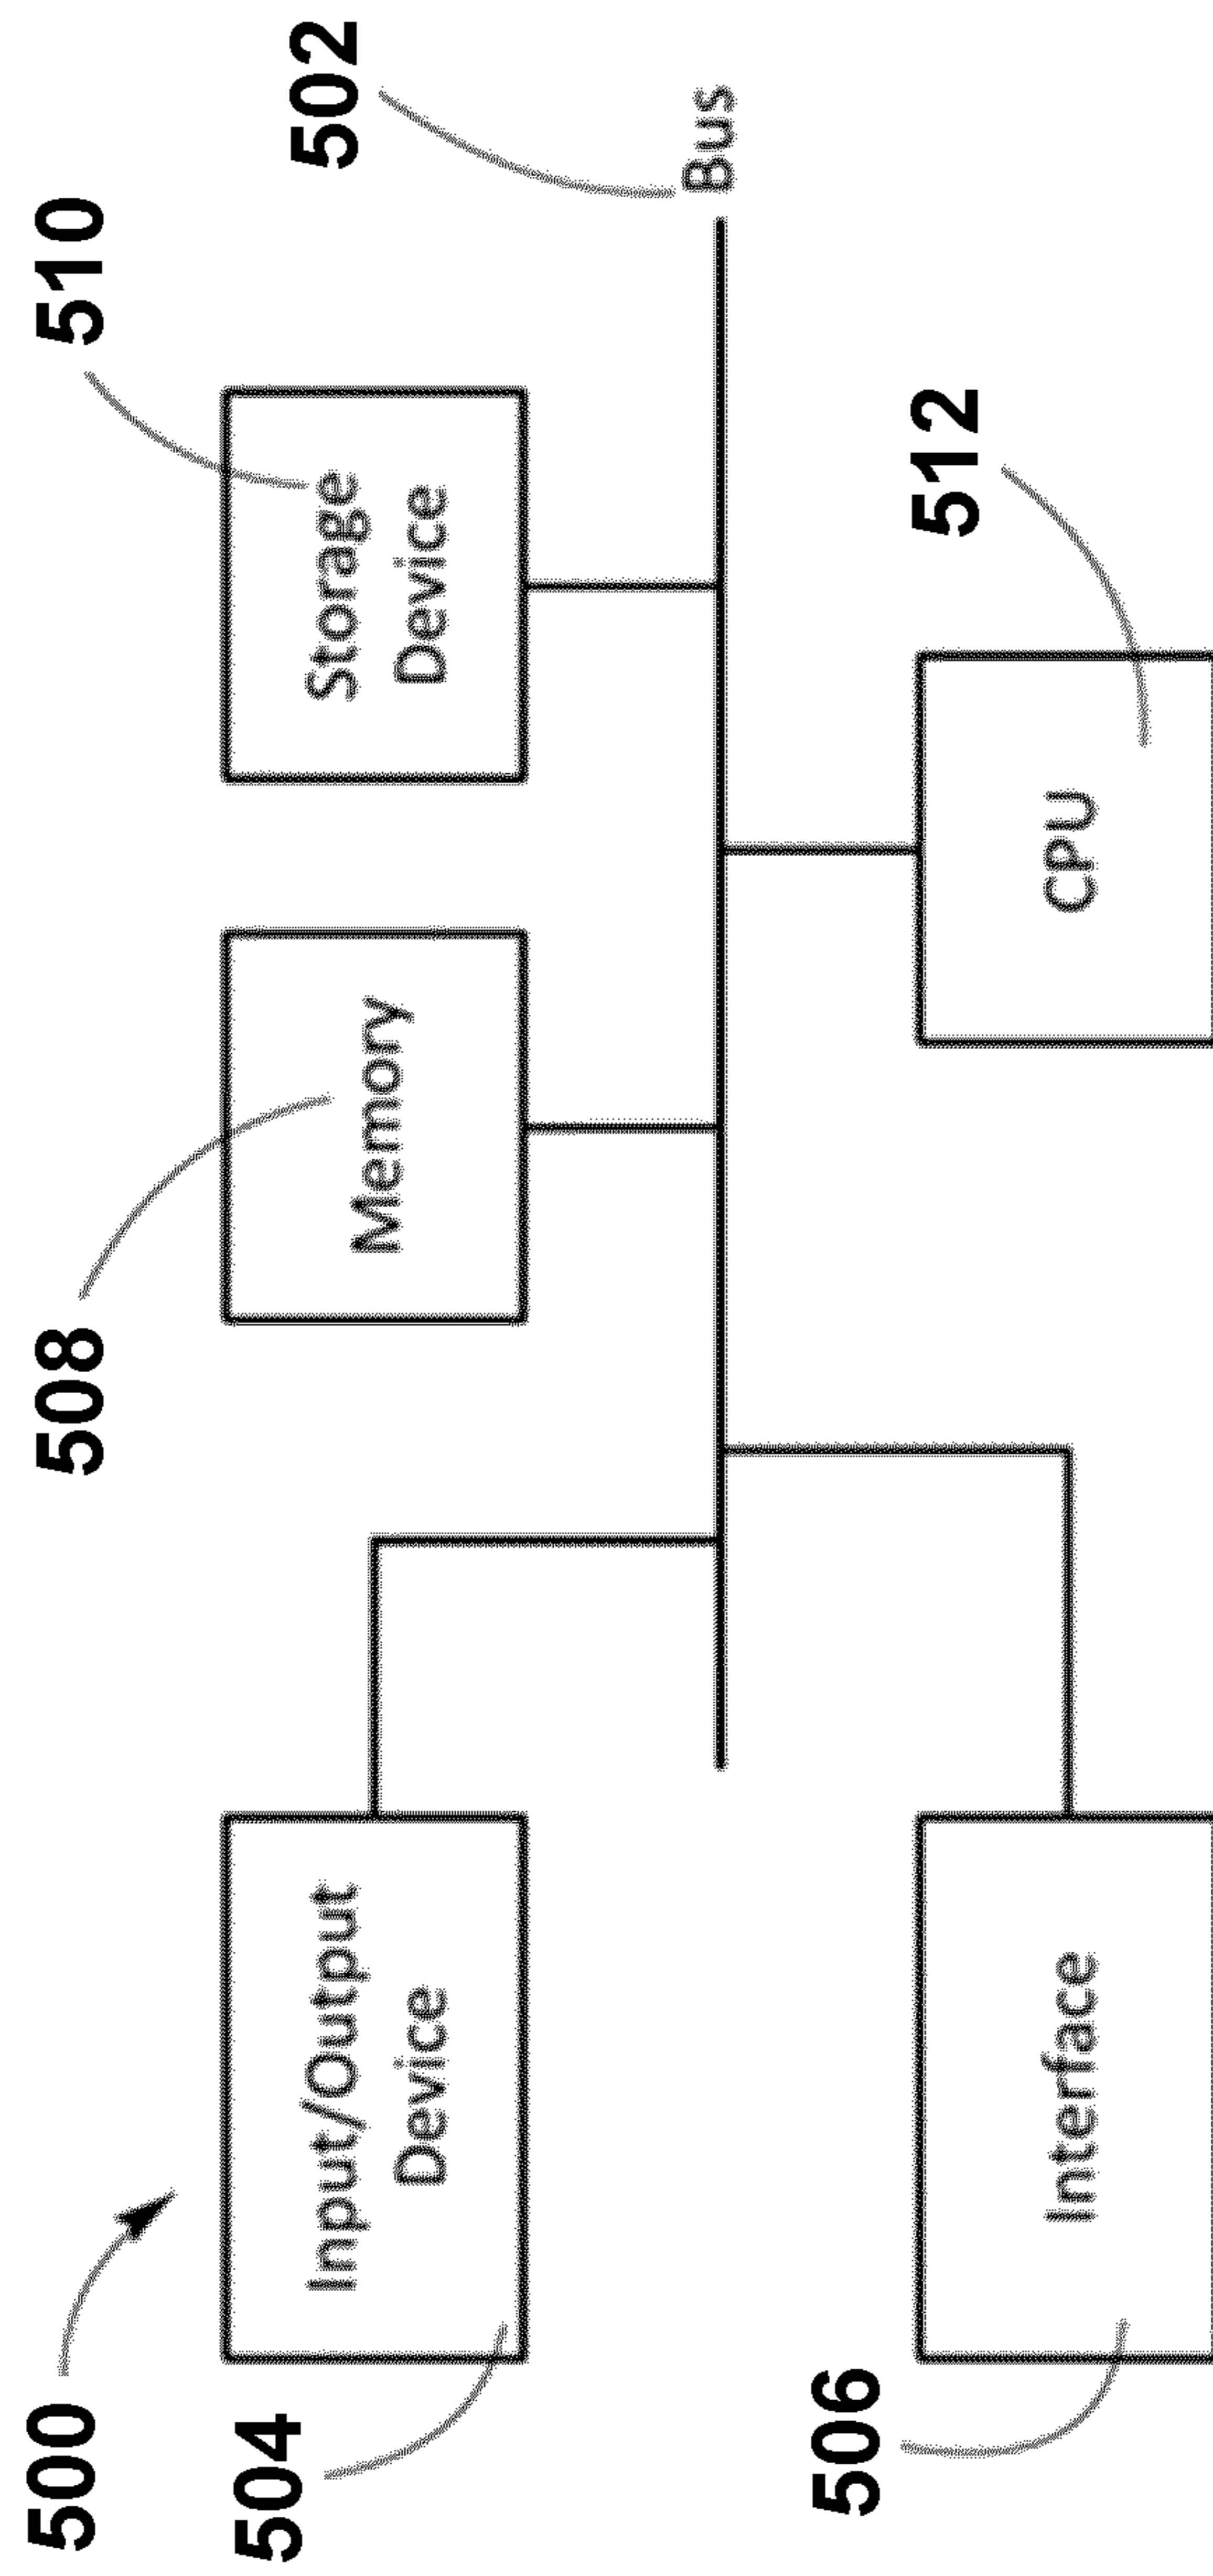 500
504
Input/Output
Device
508
Memory
510
Storage
Device
502
Bus
506
Interface
512
CPU